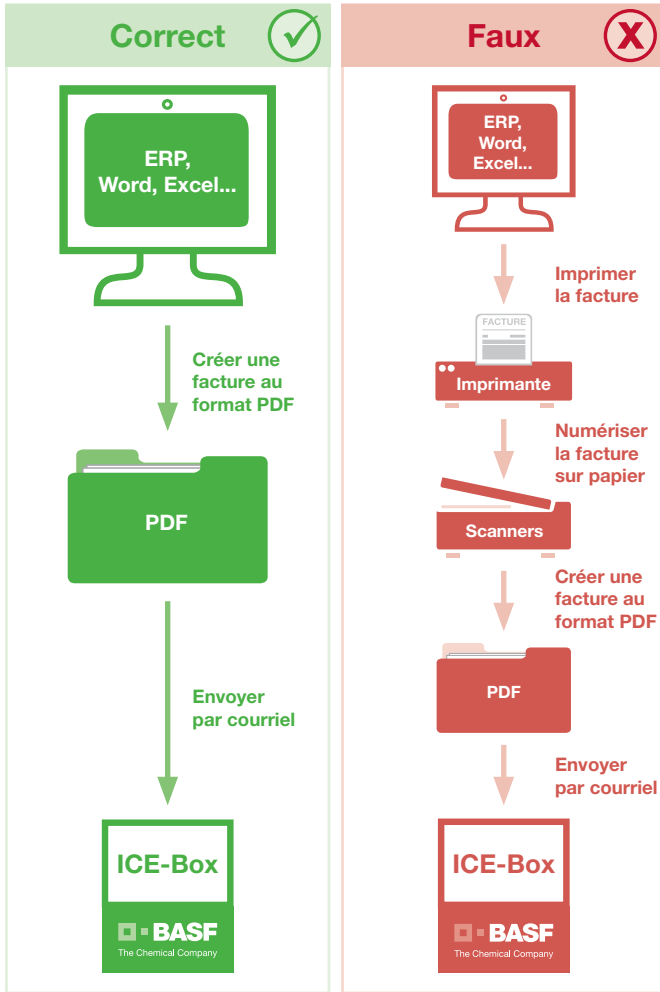 Correct
ERP,
Word, Excel...
Créer une
facture au
format PDF
PDF
Envoyer
par courriel
ICE-Box
BASF
The Chemical Company
Faux
X
ERP,
Word,
Excel...
Imprimer
la facture
FACTURE
Imprimante
Numériser
la facture
sur papier
Scanners
Créer une
facture au
format PDF
PDF
Envoyer
par courriel
ICE-Box
BASF
The Chemical Company